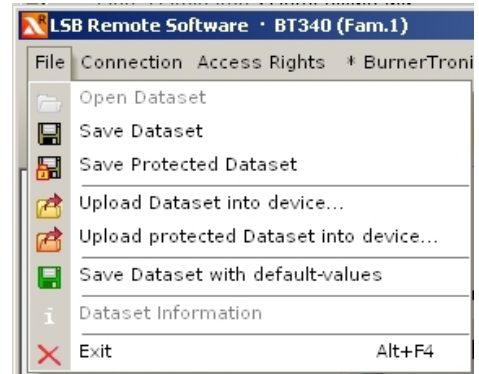 LSB Remote Software · BT340 (Fam.1)
File Connection Access Rights * BurnerTroni
Open Dataset
Save Dataset
Save Protected Dataset
Upload Dataset into device...
Upload protected Dataset into device...
Save Dataset with default-values
Dataset Information
Exit Alt+F4